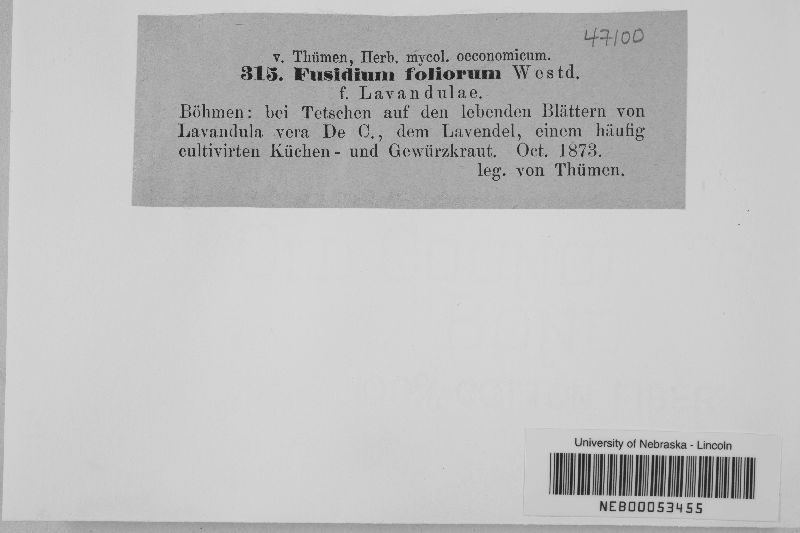 47100
v. Thümen, Herb. mycol. oeconomicum.
315. Fusidium foliorum Westd.
f. Lavandulae.
Böhmen: bei Tetschen auf den lebenden Blättern von
Lavandula vera De C., dem Lavendel, einem häufig
cultivirten Küchen- und Gewürzkraut. Oct. 1873.
leg. von Thümen.
University of Nebraska - Lincoln
NEB00053455